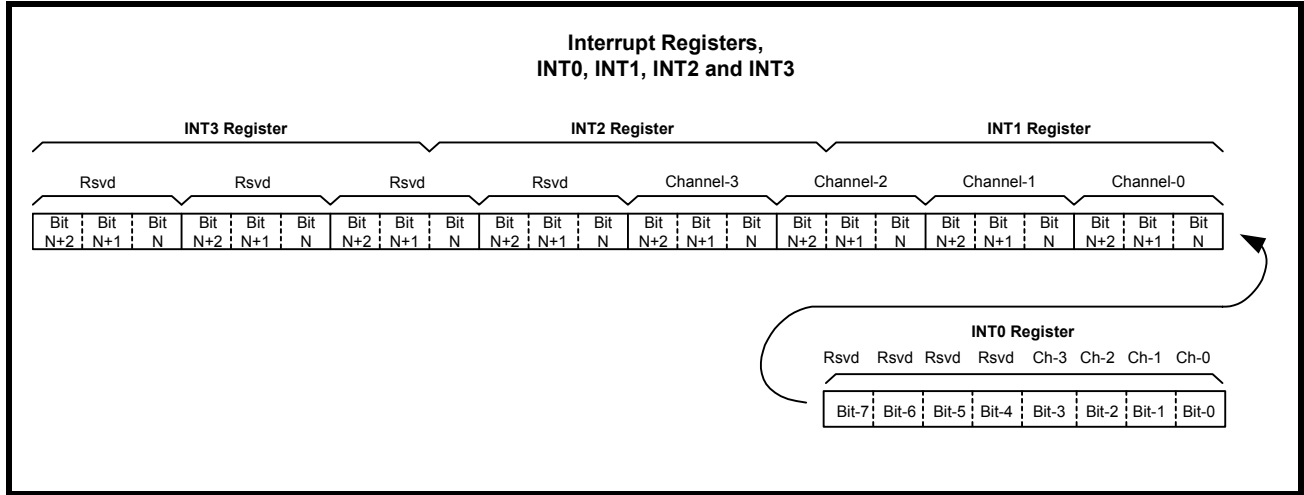 Interrupt Registers,
INT0, INT1, INT2 and INT3
INT3 Register INT2 Register INT1 Register
Rsvd Rsvd Rsvd Rsvd Channel-3 Channel-2 Channel-1 Channel-0
Bit Bit Bit Bit Bit Bit Bit Bit Bit Bit Bit Bit Bit Bit Bit Bit Bit Bit Bit Bit Bit Bit Bit Bit
N+2 N+1 N N+2 N+1 N N+2 N+1 N N+2 N+1 N N+2 N+1 N N+2 N+1 N N+2 N+1 N N+2 N+1 N
INT0 Register
Rsvd Rsvd Rsvd Rsvd Ch-3 Ch-2 Ch-1 Ch-0
Bit-7 Bit-6 Bit-5 Bit-4 Bit-3 Bit-2 Bit-1 Bit-0